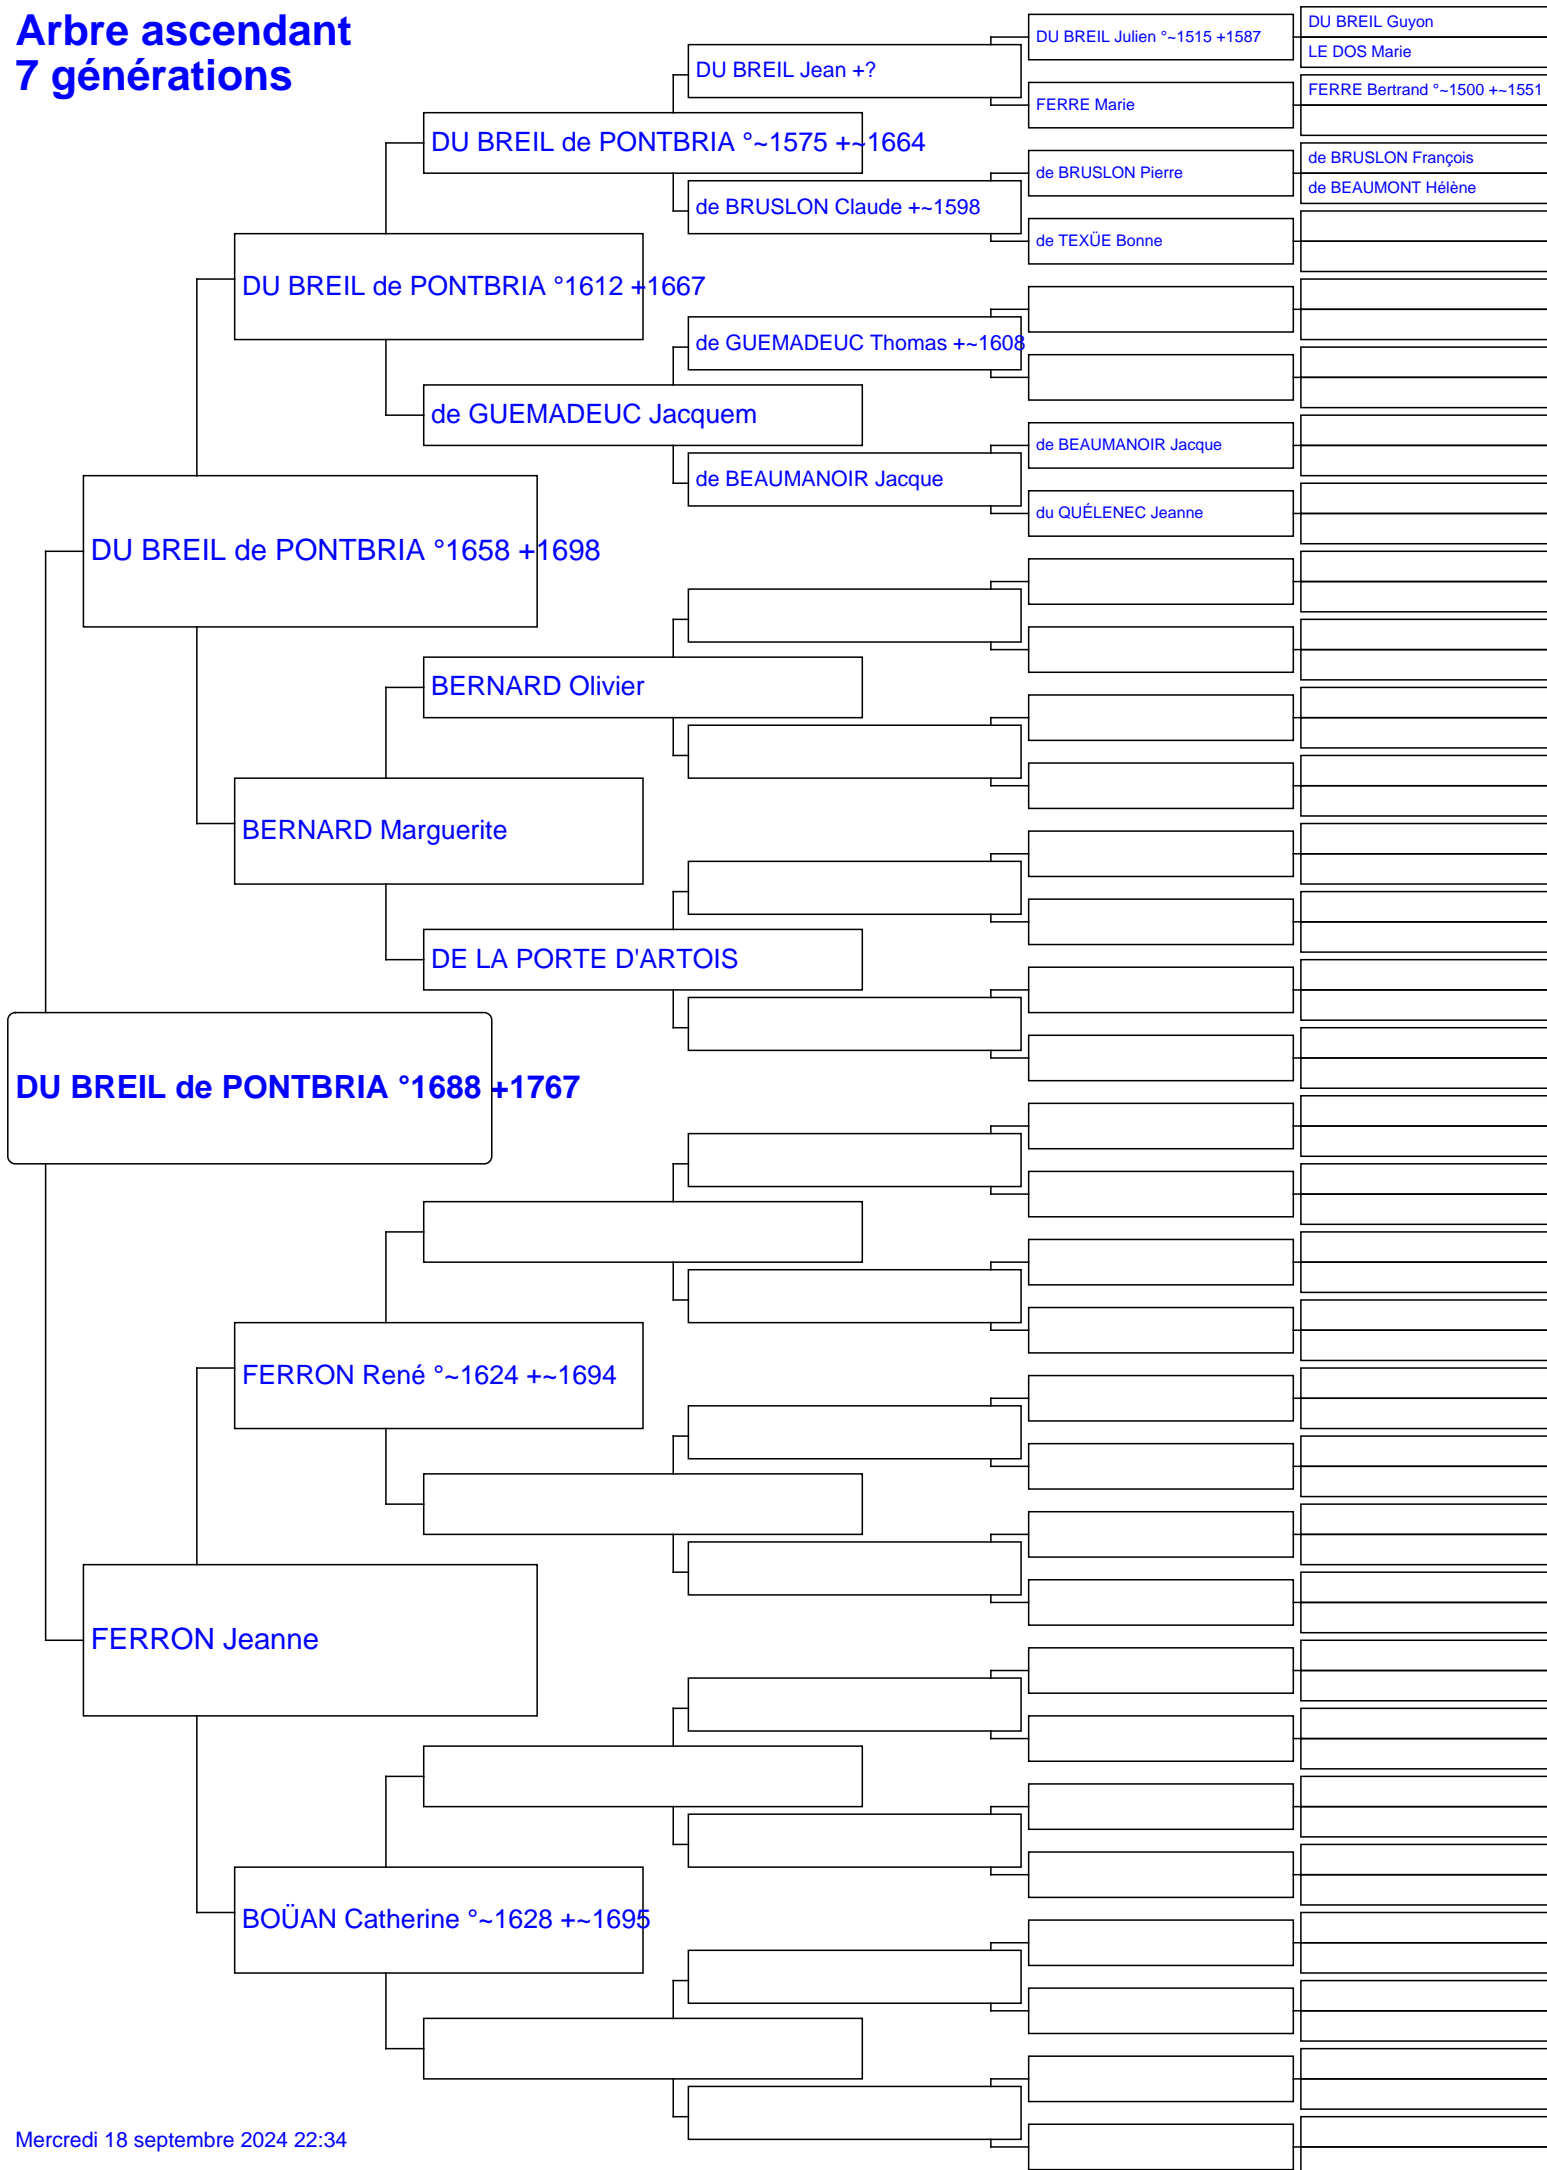 Arbre ascendant
7 générations
DU BREIL Guyon
DU BREIL Julien °~1515 +1587
LE DOS Marie
DU BREIL Jean +?
FERRE Bertrand °~1500 +~1551
FERRE Marie
DU BREIL de PONTBRIA °~1575 +~1664
de BRUSLON François
de BRUSLON Pierre
de BEAUMONT Hélène
de BRUSLON Claude +~1598
de TEXÜE Bonne
DU BREIL de PONTBRIA °1612 +1667
de GUEMADEUC Thomas +~1608
de GUEMADEUC Jacquem
de BEAUMANOIR Jacque
de BEAUMANOIR Jacque
du QUÉLENEC Jeanne
DU BREIL de PONTBRIA °1658 +1698
BERNARD Olivier
BERNARD Marguerite
DE LA PORTE D'ARTOIS
DU BREIL de PONTBRIA °1688 +1767
FERRON René °~1624 +~1694
FERRON Jeanne
BOÜAN Catherine °~1628 +~1695
Mercredi 18 septembre 2024 22:34